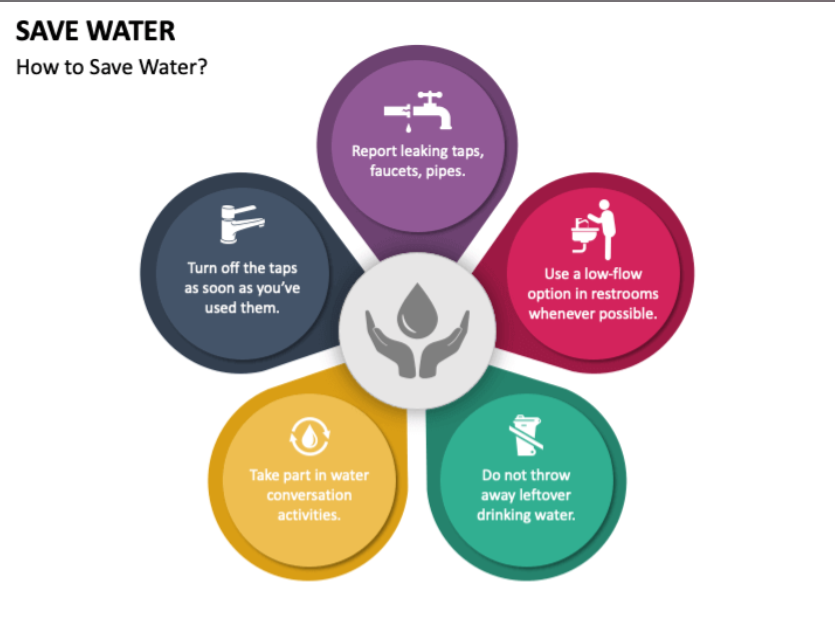 SAVE WATER
How to Save Water?
Report leaking taps,
faucets, pipes.
Use a low-flow
option in restrooms
whenever possible.
Do not throw
away leftover
drinking water.
Take part in water
conversation
activities.
Turn off the taps
as soon as you've
used them.